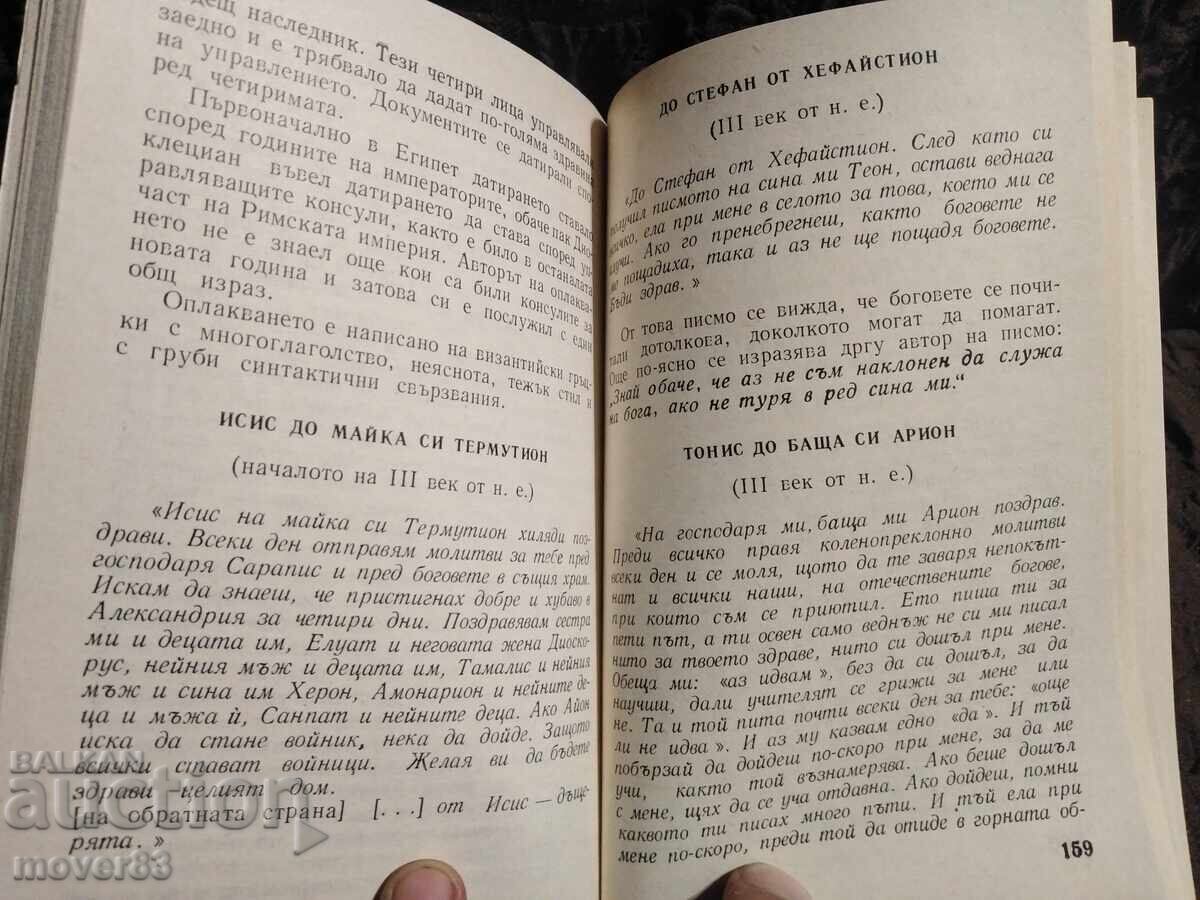 дещ наследник. Тези четири лица управлявали
заедно и е трябвало да дадат по-голяма здравина
на управлението. Документите се датирали спо-
ред четиримата.
Първоначално в Египет датирането ставало
според годините на императорите, обаче пак Дио-
клециан въвел датирането да става според уп-
равляващите консули, както е било в останалата
част на Римската империя. Авторът на оплаква-
нето не е знаел още кои са били консулите за
новата година и затова си е послужил с един
общ израз.
Оплакването е написано на византийски гръц-
ки с многоглаголство, неяснота, тежък стил и
с груби синтактични свързвания.
ИСИС ДО МАЙКА СИ ТЕРМУТИОН
(началото на III век от н. е.)
«Исис на майка си Термутион хиляди поз-
драви. Всеки ден отправям молитви за тебе пред
господаря Сарапис и пред боговете в същия храм.
Искам да знаеш, че пристигнах добре и хубаво в
Александрия за четири дни. Поздравявам сестра
ми и децата им, Елуат и неговата жена Диоско-
рус, нейния мъж и децата им, Тамалис и нейния
мъж и сина им Херон, Амонарион и нейните де-
ца и мъжа ѝ, Санпат и нейните деца. Ако Айон
иска да стане войник, нека да дойде. Защото
всички стават войници. Желая ви да бъдете
здрави целият дом.
[на обратната страна] [. . .] от Исис — дъще-
рята. »
ДО СТЕФАН ОТ ХЕФАЙСТИОН
(III век от н. е.)
«До Стефан от Хефайстион. След като си
получил писмото на сина ми Теон, остави веднага
всичко, ела при мене в селото за това, което ми се
случи. Ако го пренебрегнеш, както боговете не
ме пощадиха, така и аз не ще пощадя боговете.
Бъди здрав. »
От това писмо се вижда, че боговете се почи-
тали дотолкова, доколкото могат да помагат.
Още по-ясно се изразява дргу автор на писмо:
„Знай обаче, че аз не съм наклонен да служа
на бога, ако не туря в ред сина ми.“
ТОНИС ДО БАЩА СИ АРИОН
(III век от н. е.)
«На господаря ми, баща ми Арион поздрав.
Преди всичко правя коленопреклонно молитви
всеки ден и се моля, щото да те заваря непокът-
нат и всички наши, на отечествените богове,
при които съм се приютил. Ето пиша ти за
пети път, а ти освен само веднъж не си ми писал
нито за твоето здраве, нито си дошъл при мене.
Обеща ми: «аз идвам», без да си дошъл, за да
научиш, дали учителят се грижи за мене или
не. Та и той пита почти всеки ден за тебе: «още
ли не идва». И аз му казвам едно «да». И тъй
побързай да дойдеш по-скоро при мене, за да ме
учи, както той възнамерява. Ако беше дошъл
с мене, щях да се уча отдавна. Ако дойдеш, помни
каквото ти писах много пъти. И тъй ела при
мене по-скоро, преди той да отиде в горната об-
159
BALKAN
auction
mover83